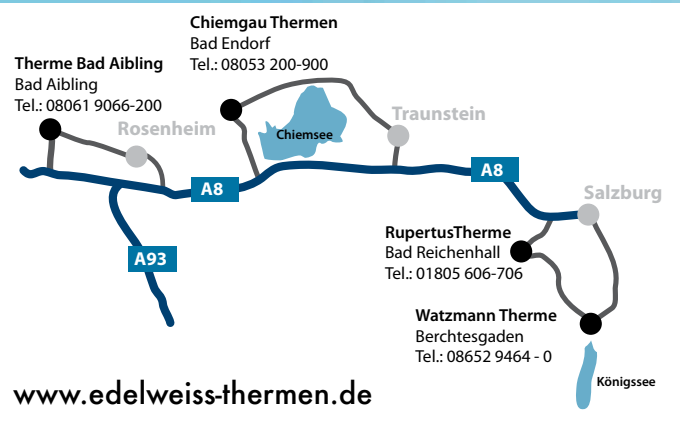 Chiemgau Thermen
Bad Endorf
Tel.: 08053 200-900
Therme Bad Aibling
Bad Aibling
Tel.: 08061 9066-200
Rosenheim
Chiemsee
Traunstein
A8
A8
Salzburg
A93
RupertusTherme
Bad Reichenhall
Tel.: 01805 606-706
Watzmann Therme
Berchtesgaden
Tel.: 08652 9464 - 0
Königssee
www.edelweiss-thermen.de